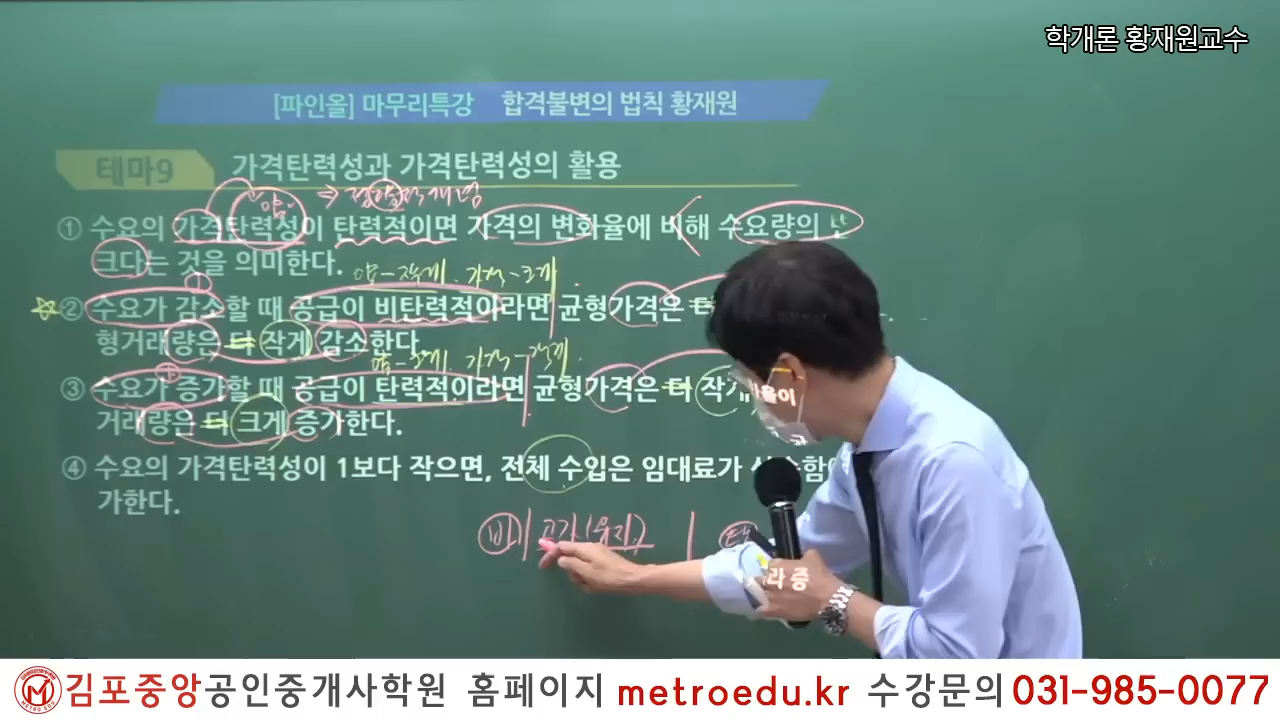 학개론 황재원교수
[파인올] 마무리특강 합격불변의 법칙 황재원
테마9 가격탄력성과 가격탄력성의 활용
① 수요의 가격탄력성이 탄력적이면 가격의 변화율에 비해 수요량의
크다는 것을 의미한다.
② 수요가 감소할 때 공급이 비탄력적이라면 균형가격은 더
형거래량은 더 작게 감소한다.
③ 수요가 증가할 때 공급이 탄력적이라면 균형가격은 더 작게
거래량은 더 크게 증가한다.
④ 수요의 가격탄력성이 1보다 작으면, 전체 수입은 임대료가
가한다.
METRO EDU
김포중앙공인중개사학원 홈페이지 metroedu.kr 수강문의 031-985-0077